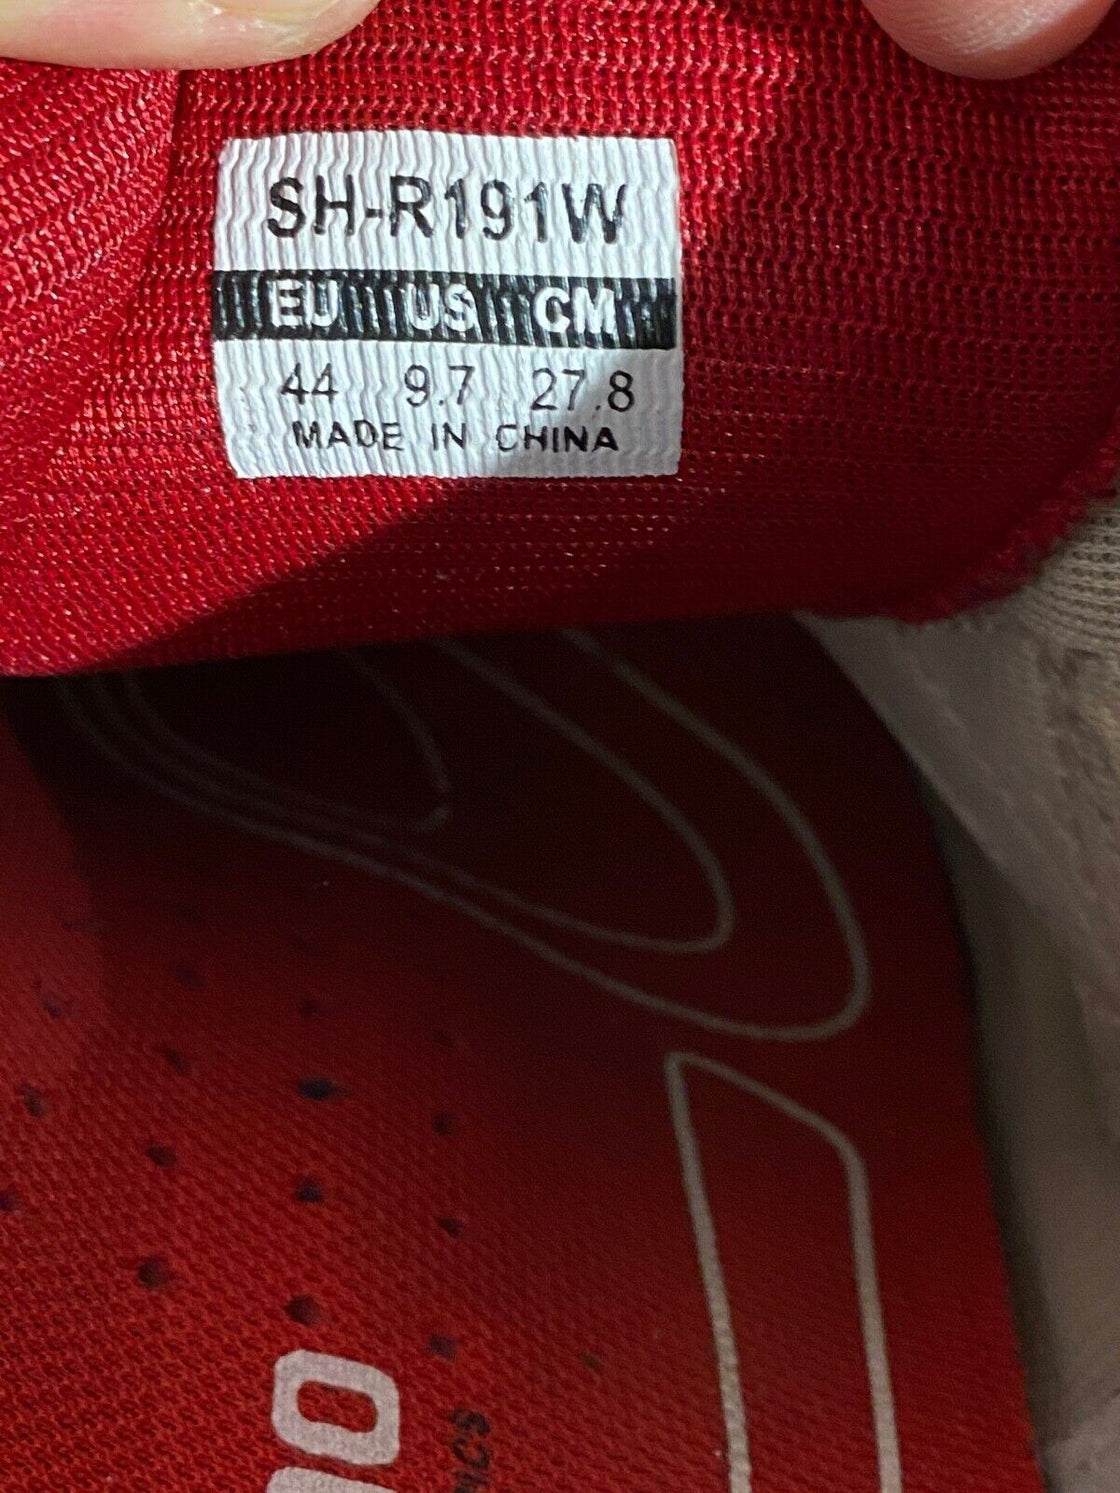 SH-R191W
EU US CM
44 9.7 27.8
MADE IN CHINA